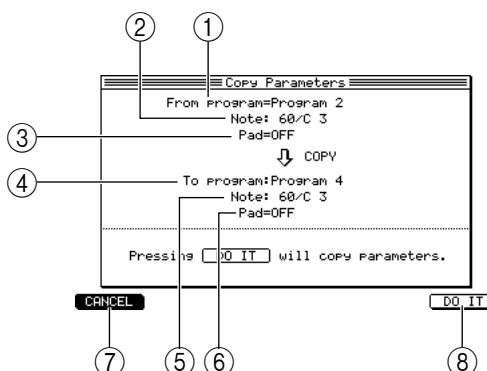 ② ①
Copy Parameters
From program=Program 2
Note: 60/C 3
③ Pad=OFF
COPY
④ To program:Program 4
Note: 60/C 3
Pad=OFF
Pressing DO IT will copy parameters.
CANCEL DO IT
⑦ ⑤ ⑥ ⑧